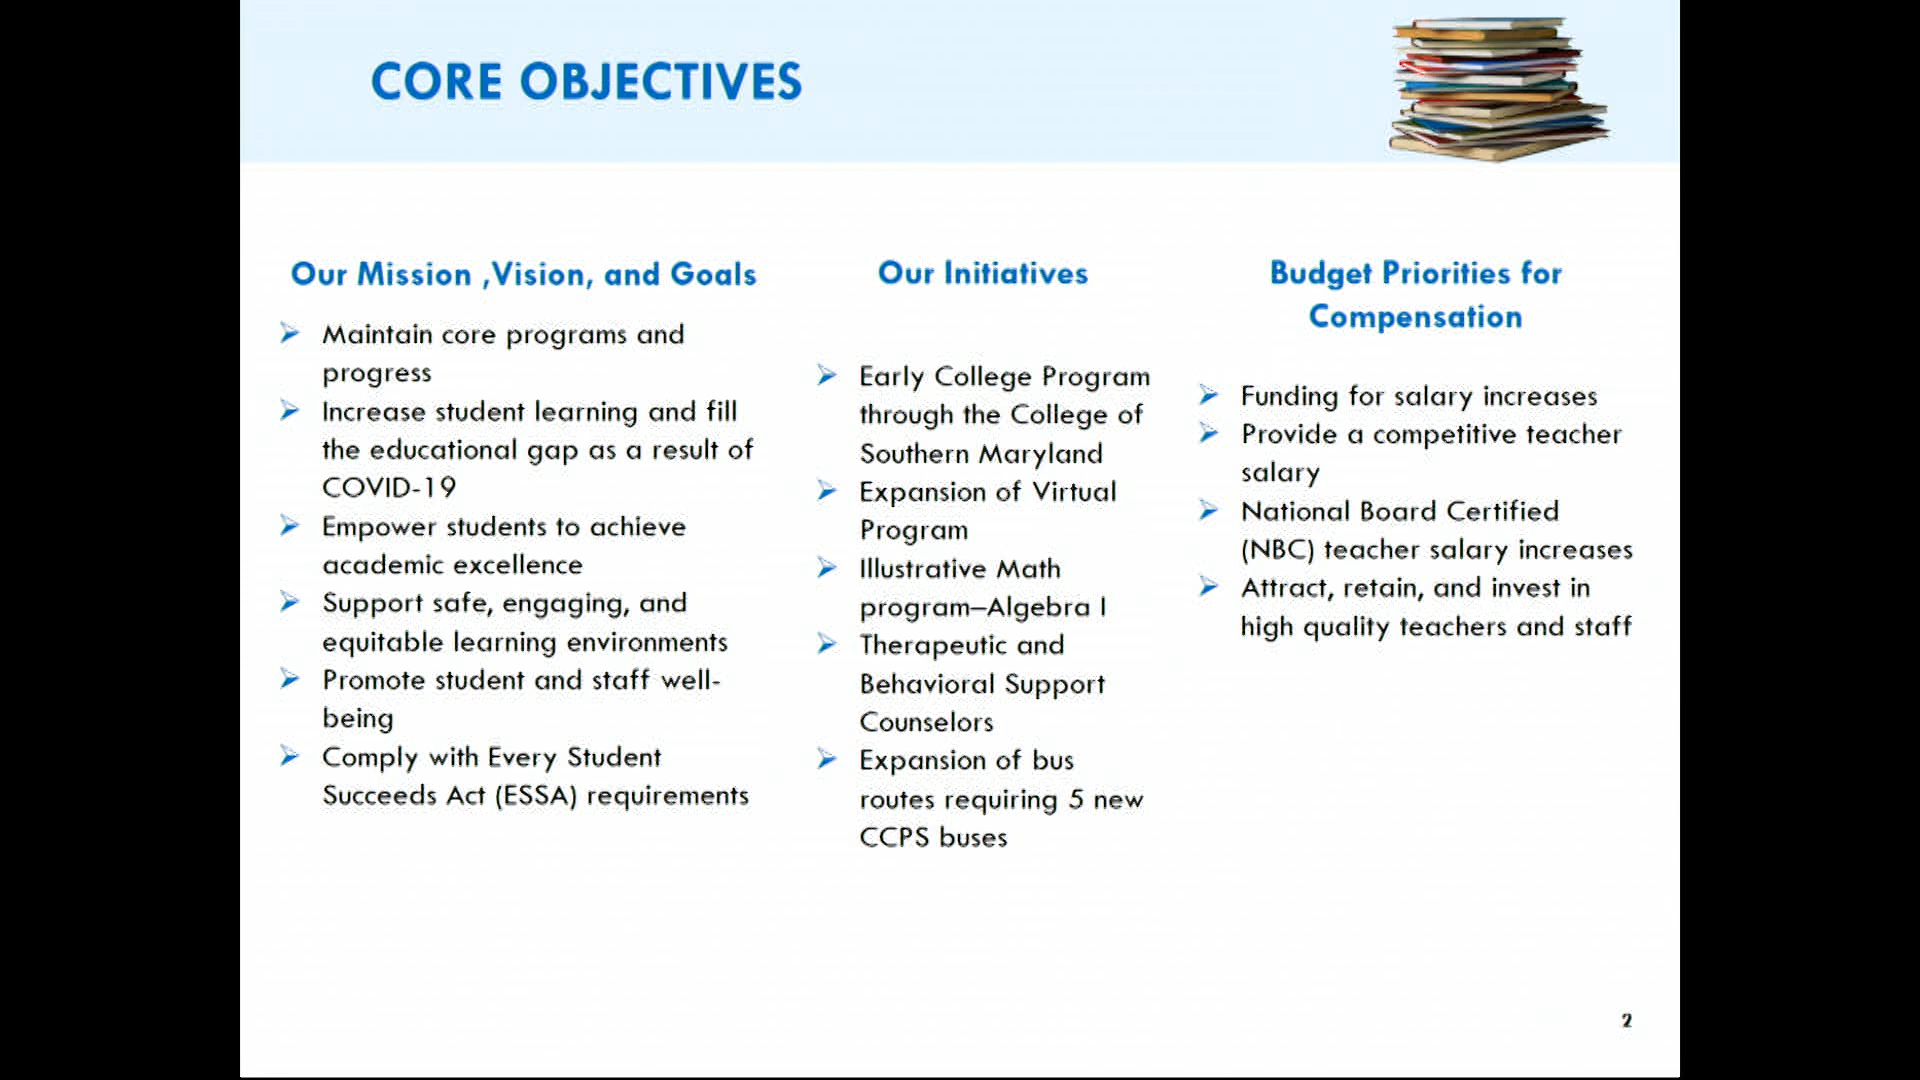 CORE OBJECTIVES
Our Mission ,Vision, and Goals
Maintain core programs and
progress
Increase student learning and fill
the educational gap as a result of
COVID-19
Empower students to achieve
academic excellence
Support safe, engaging, and
equitable learning environments
Promote student and staff well-
being
Comply with Every Student
Succeeds Act (ESSA) requirements
Our Initiatives
Early College Program
through the College of
Southern Maryland
Expansion of Virtual
Program
Illustrative Math
program–Algebra I
Therapeutic and
Behavioral Support
Counselors
Expansion of bus
routes requiring 5 new
CCPS buses
Budget Priorities for
Compensation
Funding for salary increases
Provide a competitive teacher
salary
National Board Certified
(NBC) teacher salary increases
Attract, retain, and invest in
high quality teachers and staff
2